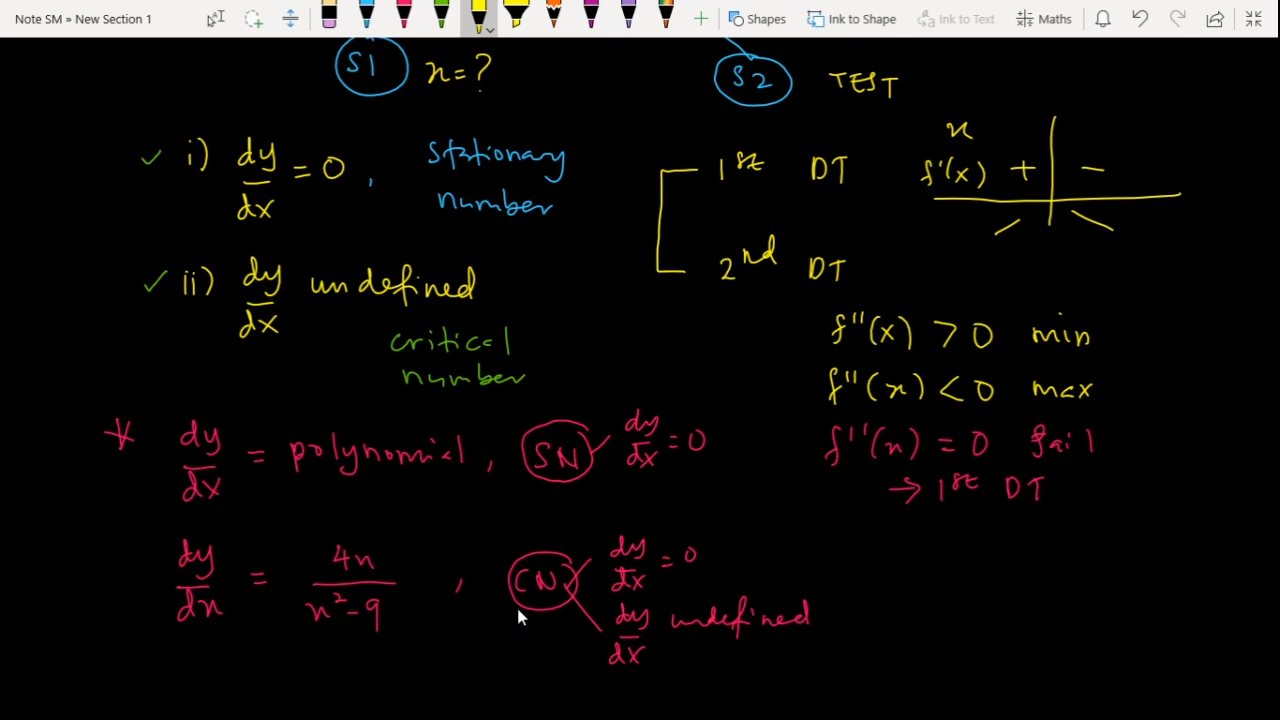 Note SM » New Section 1
Shapes
Ink to Shape
Ink to Text
Maths
S1 x = ?
i) dy/dx = 0, stationary number
ii) dy/dx undefined
critical number
* dy/dx = polynomial, SN dy/dx = 0
dy/dx = 4x/(x²-9), CN dy/dx = 0
dy/dx undefined
S2 TEST
1st DT
x
f'(x) + | -
2nd DT
f''(x) > 0 min
f''(x) < 0 max
f''(x) = 0 fail
→ 1st DT